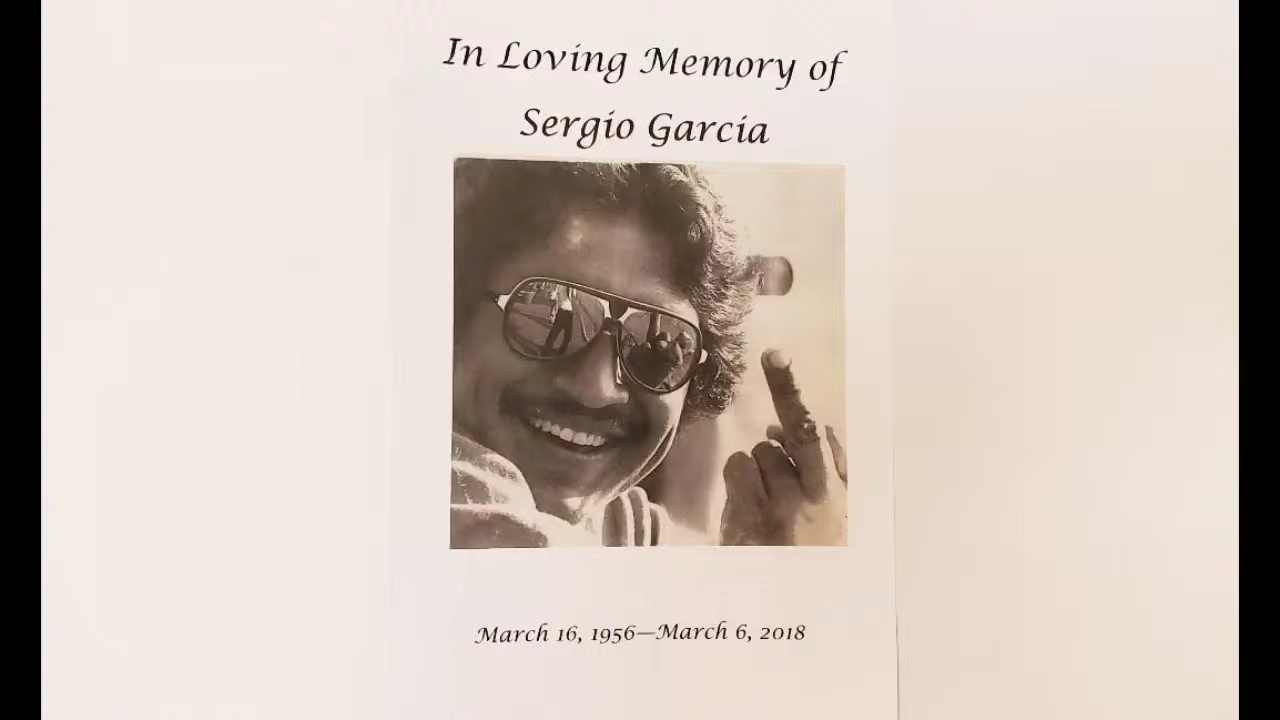 In Loving Memory of
Sergio Garcia
March 16, 1956—March 6, 2018